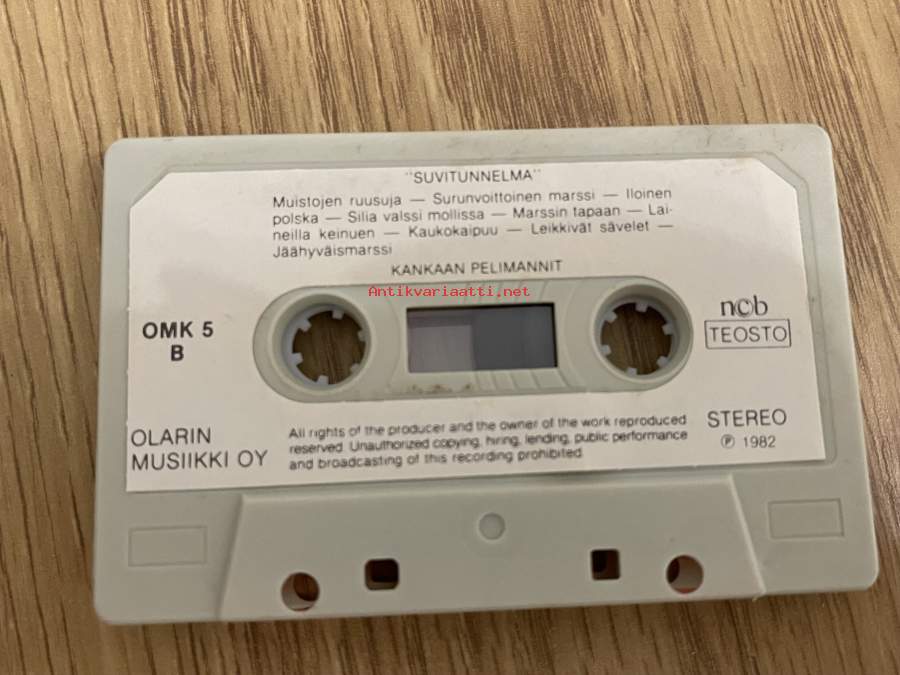 "SUVITUNNELMA"
Muistojen ruusuja — Surunvoittoinen marssi — Iloinen
polska — Silia valssi mollissa — Marssin tapaan — Lai-
neilla keinuen — Kaukokaipuu — Leikkivät sävelet —
Jäähyväismarssi
KANKAAN PELIMANNIT
Antikvariaatti.net
OMK 5
B
ncb
TEOSTO
OLARIN
MUSIIKKI OY
All rights of the producer and the owner of the work reproduced
reserved. Unauthorized copying, hiring, lending, public performance
and broadcasting of this recording prohibited
STEREO
℗ 1982